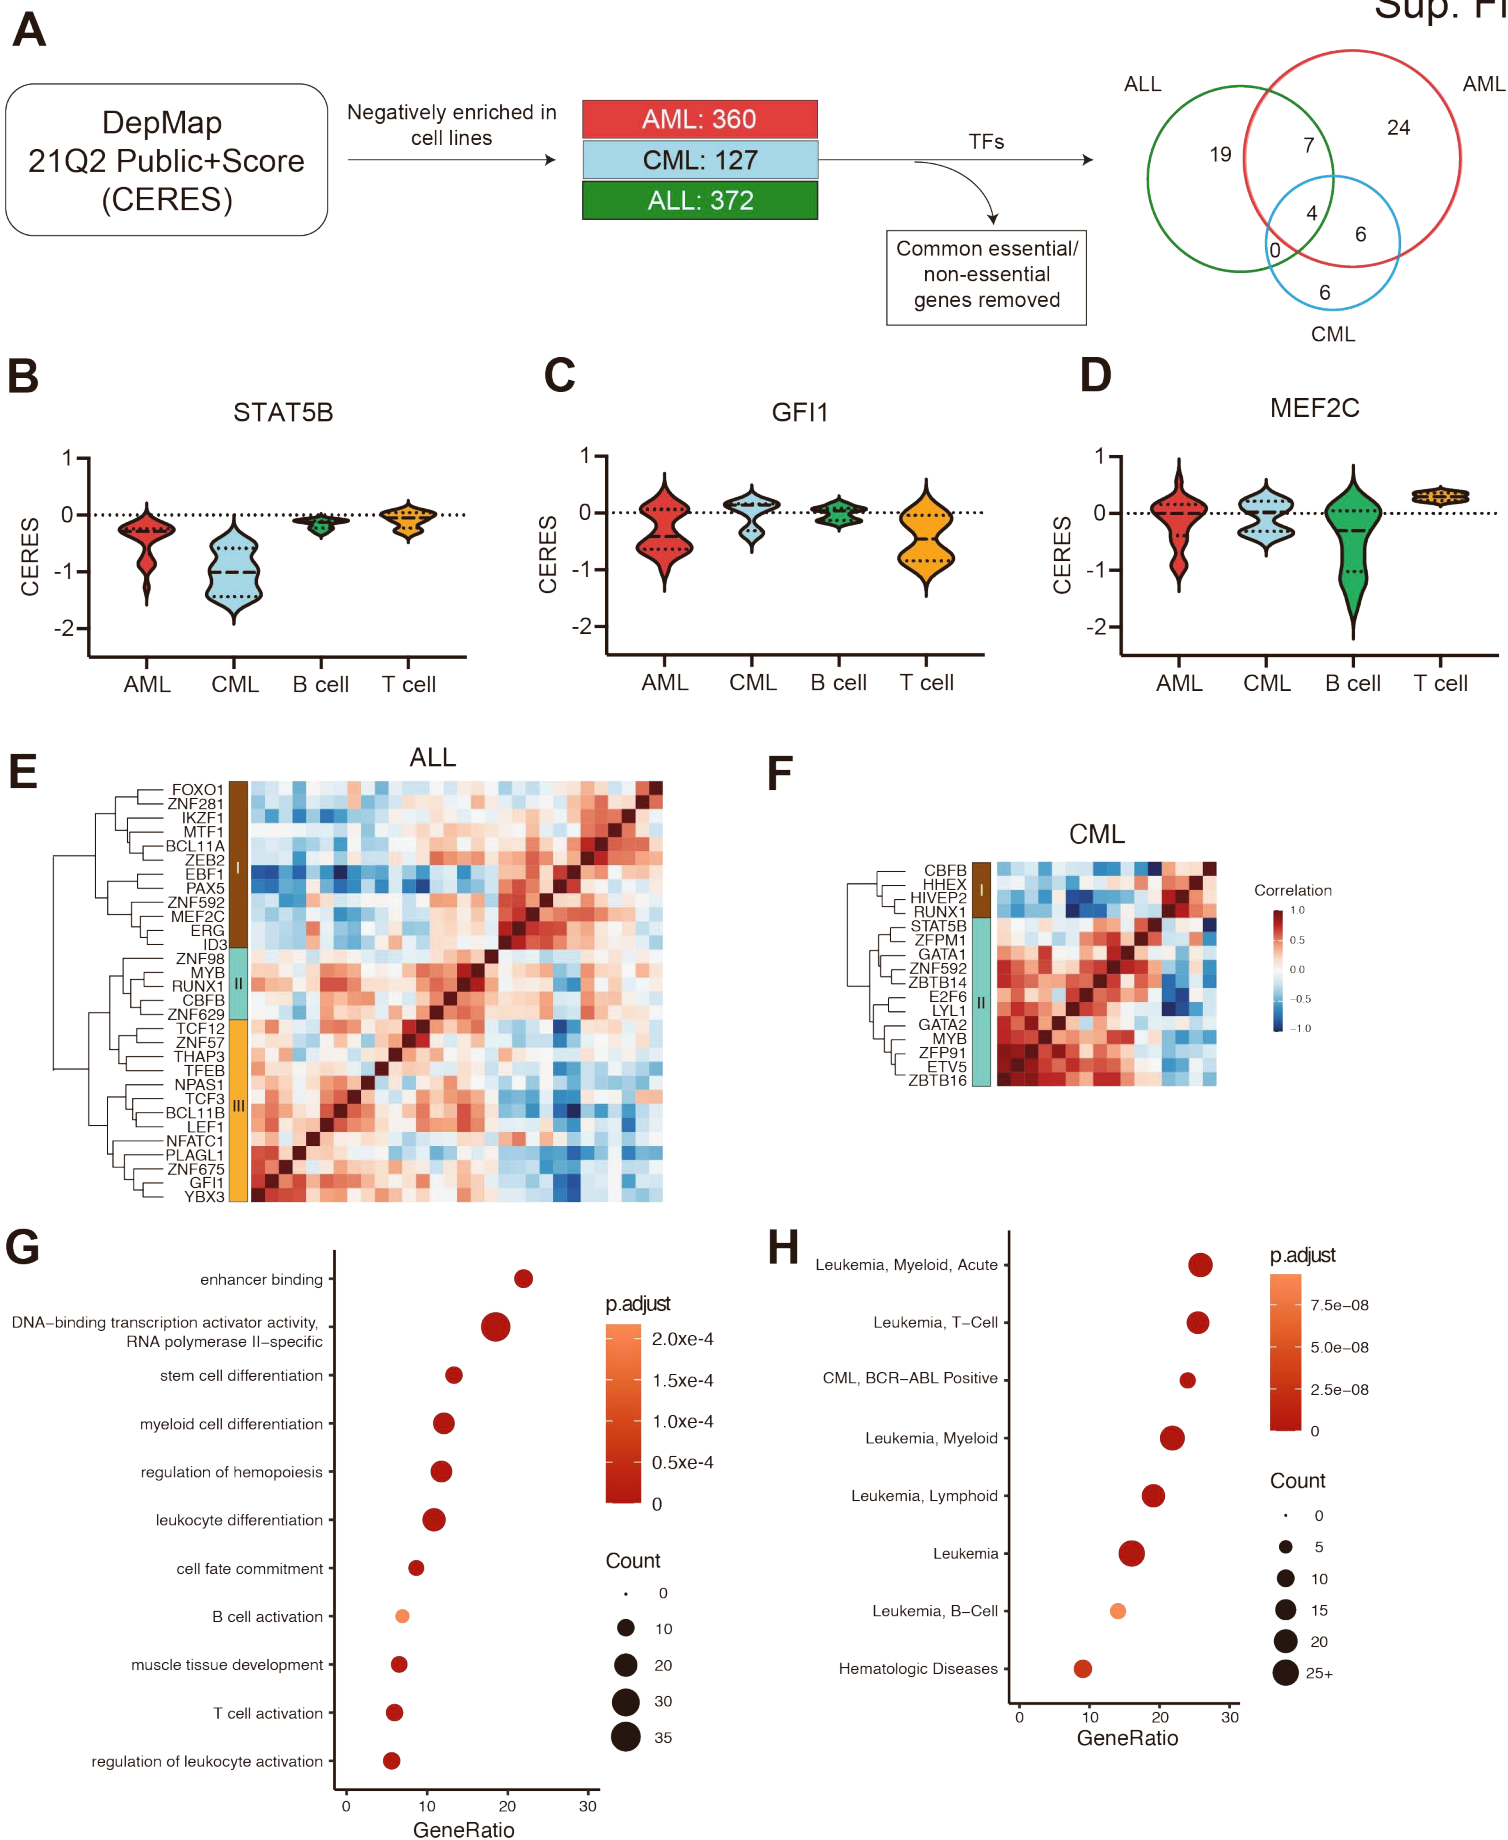 Sup. FI
A
DepMap
21Q2 Public+Score
(CERES)
Negatively enriched in
cell lines
AML: 360
CML: 127
ALL: 372
TFs
Common essential/
non-essential
genes removed
ALL
AML
19
7
24
4
6
0
6
CML
B
STAT5B
CERES
1
0
-1
-2
AML
CML
B cell
T cell
C
GFI1
CERES
1
0
-1
-2
AML
CML
B cell
T cell
D
MEF2C
CERES
1
0
-1
-2
AML
CML
B cell
T cell
E
ALL
FOXO1
ZNF281
IKZF1
MTF1
BCL11A
ZEB2
EBF1
PAX5
ZNF592
MEF2C
ERG
ID3
ZNF98
MYB
RUNX1
CBFB
ZNF629
TCF12
ZNF57
THAP3
TFEB
NPAS1
TCF3
BCL11B
LEF1
NFATC1
PLAGL1
ZNF675
GFI1
YBX3
I
II
III
F
CML
CBFB
HHEX
HIVEP2
RUNX1
STAT5B
ZFPM1
GATA1
ZNF592
ZBTB14
E2F6
LYL1
GATA2
MYB
ZFP91
ETV5
ZBTB16
I
II
Correlation
1.0
0.5
0.0
−0.5
−1.0
G
enhancer binding
DNA−binding transcription activator activity,
RNA polymerase II−specific
stem cell differentiation
myeloid cell differentiation
regulation of hemopoiesis
leukocyte differentiation
cell fate commitment
B cell activation
muscle tissue development
T cell activation
regulation of leukocyte activation
0
10
20
30
GeneRatio
p.adjust
2.0xe-4
1.5xe-4
1.0xe-4
0.5xe-4
0
Count
0
10
20
30
35
H
Leukemia, Myeloid, Acute
Leukemia, T−Cell
CML, BCR−ABL Positive
Leukemia, Myeloid
Leukemia, Lymphoid
Leukemia
Leukemia, B−Cell
Hematologic Diseases
0
10
20
30
GeneRatio
p.adjust
7.5e−08
5.0e−08
2.5e−08
0
Count
0
5
10
15
20
25+